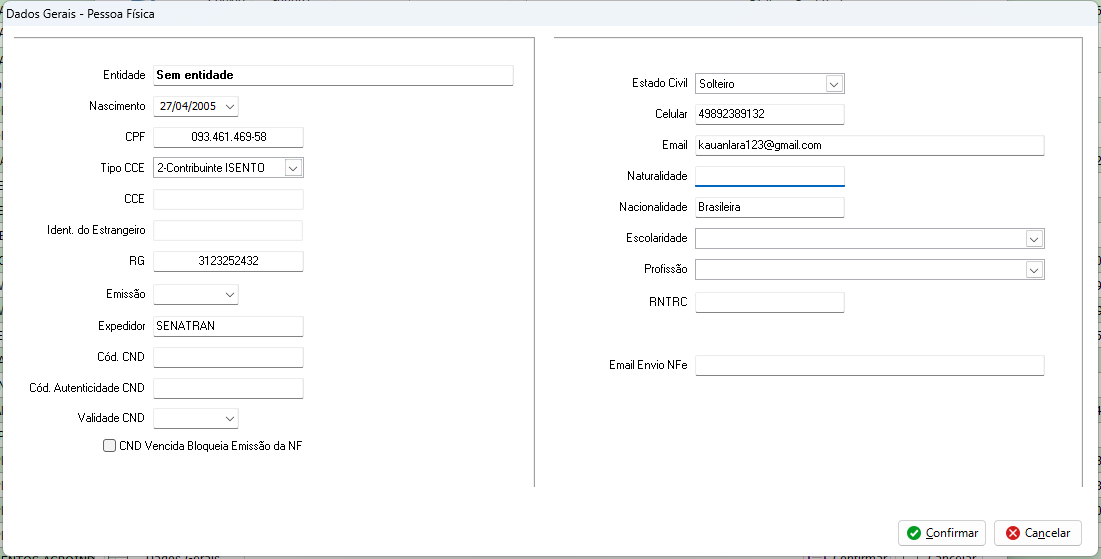 Dados Gerais - Pessoa Física
Entidade Sem entidade
Nascimento 27/04/2005
CPF 093.461.469-58
Tipo CCE 2-Contribuinte ISENTO
CCE
Ident. do Estrangeiro
RG 3123252432
Emissão
Expedidor SENATRAN
Cód. CND
Cód. Autenticidade CND
Validade CND
CND Vencida Bloqueia Emissão da NF
Estado Civil Solteiro
Celular 49892389132
Email kauanlara123@gmail.com
Naturalidade
Nacionalidade Brasileira
Escolaridade
Profissão
RNTRC
Email Envio NFe
Confirmar Cancelar